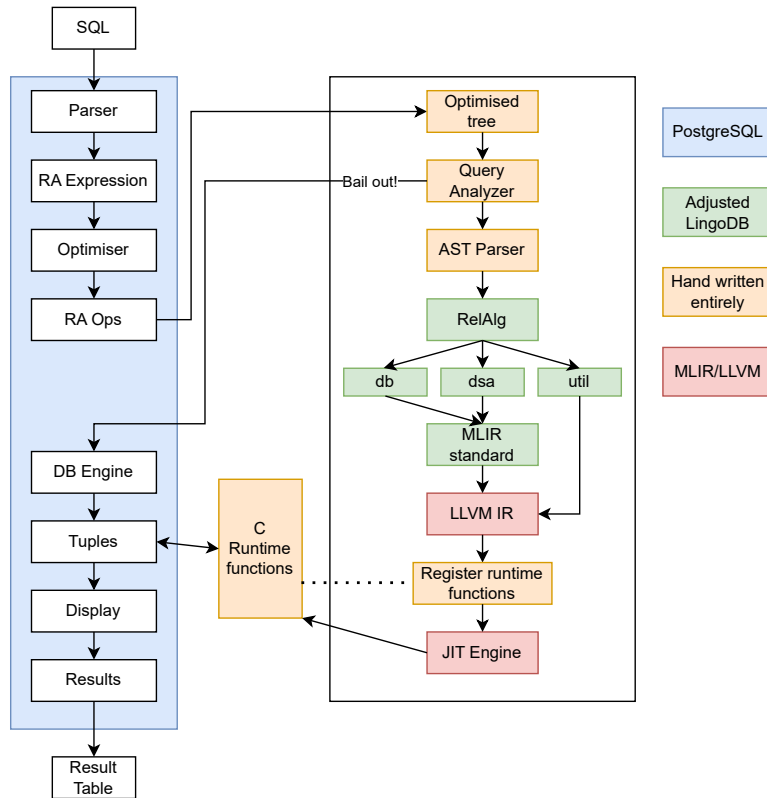 SQL
Parser
RA Expression
Optimiser
RA Ops
DB Engine
Tuples
Display
Results
Result
Table
Bail out!
C
Runtime
functions
Optimised
tree
Query
Analyzer
AST Parser
RelAlg
db
dsa
util
MLIR
standard
LLVM IR
Register runtime
functions
JIT Engine
PostgreSQL
Adjusted
LingoDB
Hand written
entirely
MLIR/LLVM